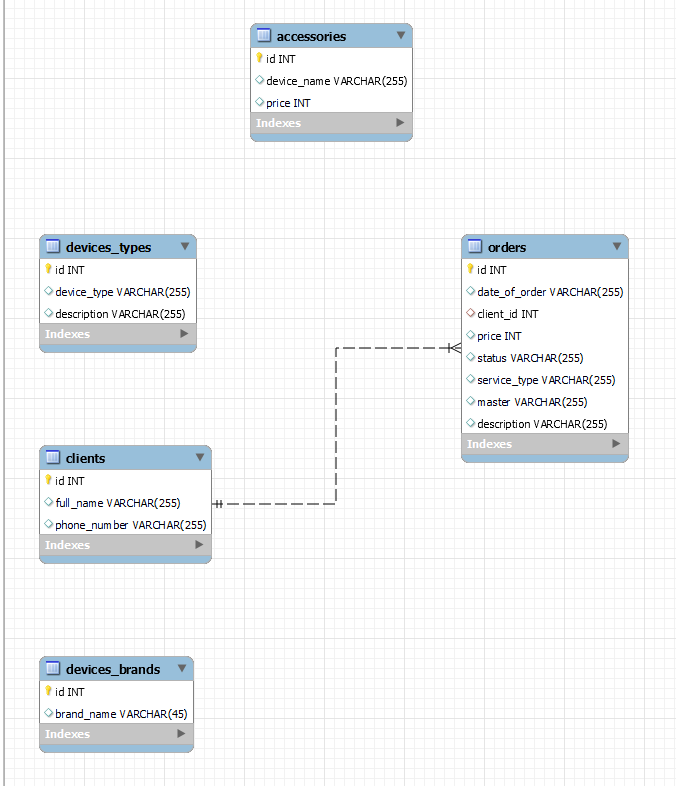 accessories
id INT
device_name VARCHAR(255)
price INT
Indexes
devices_types
id INT
device_type VARCHAR(255)
description VARCHAR(255)
Indexes
orders
id INT
date_of_order VARCHAR(255)
client_id INT
price INT
status VARCHAR(255)
service_type VARCHAR(255)
master VARCHAR(255)
description VARCHAR(255)
Indexes
clients
id INT
full_name VARCHAR(255)
phone_number VARCHAR(255)
Indexes
devices_brands
id INT
brand_name VARCHAR(45)
Indexes